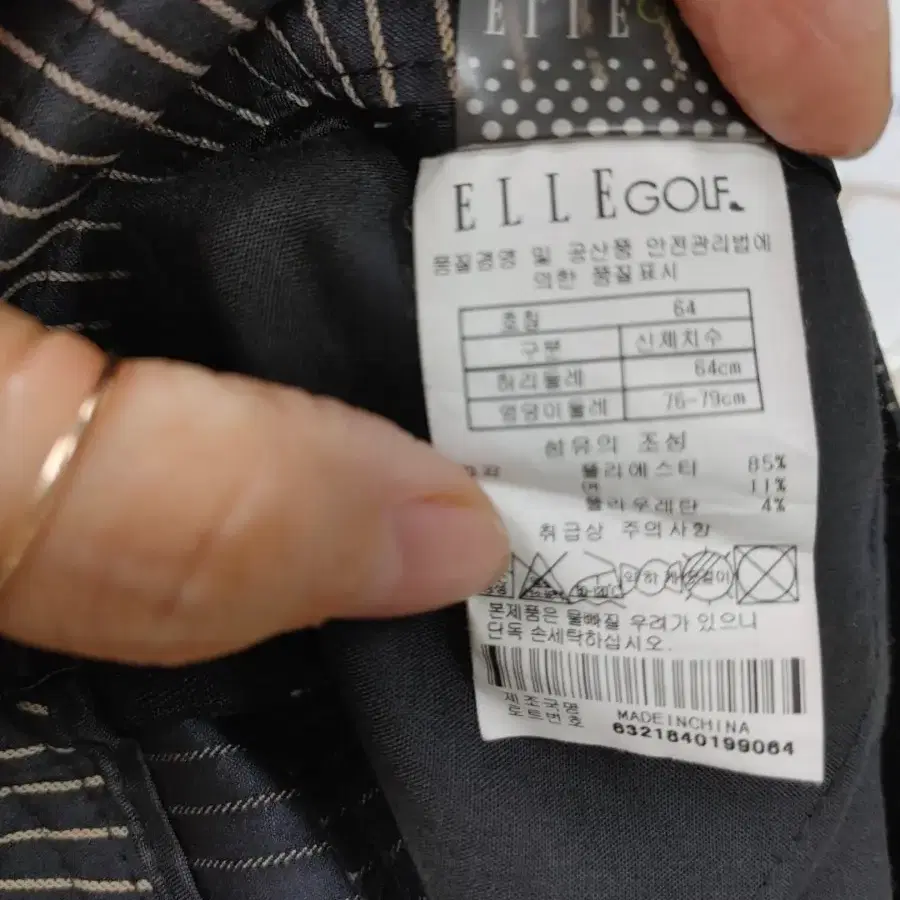 ELLE
ELLE GOLF
품질경영 및 공산품 안전관리법에
의한 품질표시
호칭 64
구분 신체치수
허리둘레 64cm
엉덩이둘레 76-79cm
섬유의 조성
폴리에스터 85%
면 11%
폴리우레탄 4%
취급상 주의사항
본제품은 물빠질 우려가 있으니
단독 손세탁하십시오.
제조국명 MADE IN CHINA
로트번호 6321840199064